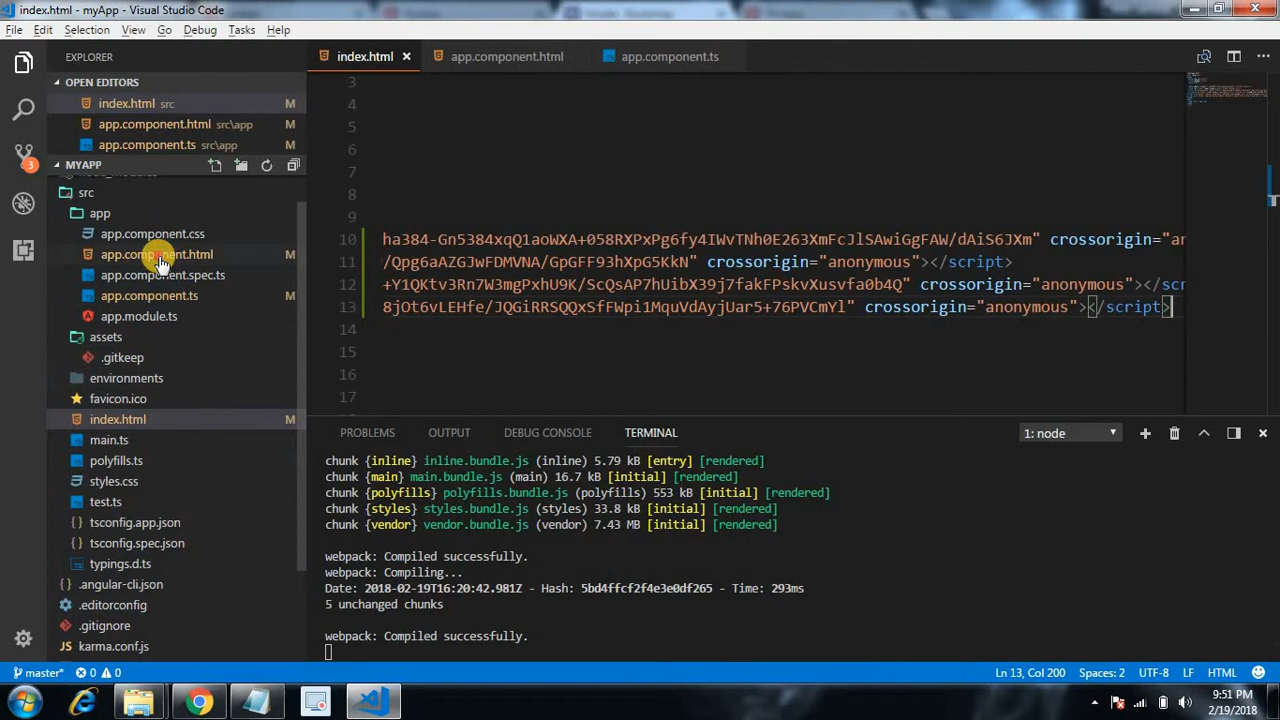 index.html - myApp - Visual Studio Code
File Edit Selection View Go Debug Tasks Help
EXPLORER
index.html
app.component.html
app.component.ts
OPEN EDITORS
index.html src M
app.component.html src\app M
app.component.ts src\app M
MYAPP
src
app
app.component.css
app.component.html M
app.component.spec.ts
app.component.ts M
app.module.ts
assets
.gitkeep
environments
favicon.ico
index.html M
main.ts
polyfills.ts
styles.css
test.ts
tsconfig.app.json
tsconfig.spec.json
typings.d.ts
.angular-cli.json
.editorconfig
.gitignore
karma.conf.js
3
3
4
5
6
7
8
9
10 ha384-Gn5384xqQ1aoWXA+058RXPxPg6fy4IWvTNh0E263XmFcJlSAwiGgFAW/dAiS6JXm" crossorigin="an
11 /Qpg6aAZGJwFDMVNA/GpGFF93hXpG5KkN" crossorigin="anonymous"></script>
12 +Y1QKtv3Rn7W3mgPxhU9K/ScQsAP7hUibX39j7fakFPskvXusvfa0b4Q" crossorigin="anonymous"></scr
13 8jOt6vLEHfe/JQGiRRSQQxSfFWpi1MquVdAyjUar5+76PVCmYl" crossorigin="anonymous"></script>
14
15
16
17
PROBLEMS OUTPUT DEBUG CONSOLE TERMINAL 1: node
chunk {inline} inline.bundle.js (inline) 5.79 kB [entry] [rendered]
chunk {main} main.bundle.js (main) 16.7 kB [initial] [rendered]
chunk {polyfills} polyfills.bundle.js (polyfills) 553 kB [initial] [rendered]
chunk {styles} styles.bundle.js (styles) 33.8 kB [initial] [rendered]
chunk {vendor} vendor.bundle.js (vendor) 7.43 MB [initial] [rendered]
webpack: Compiled successfully.
webpack: Compiling...
Date: 2018-02-19T16:20:42.981Z - Hash: 5bd4ffcf2f4e3e0df265 - Time: 293ms
5 unchanged chunks
webpack: Compiled successfully.
master* 0 0 Ln 13, Col 200 Spaces: 2 UTF-8 LF HTML
9:51 PM
2/19/2018